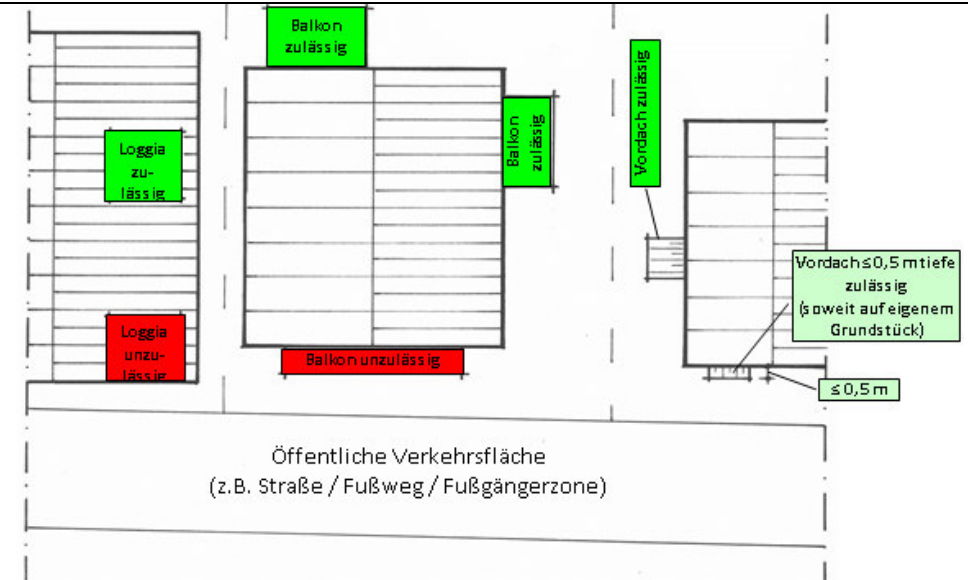 Balkon
zulässig
Loggia
zu-
lässig
Balkon
zulässig
Vordach zulässig
Vordach ≤ 0,5 m tiefe
zulässig
(soweit auf eigenem
Grundstück)
Loggia
unzu-
lässig
Balkon unzulässig
≤ 0,5 m
Öffentliche Verkehrsfläche
(z.B. Straße / Fußweg / Fußgängerzone)